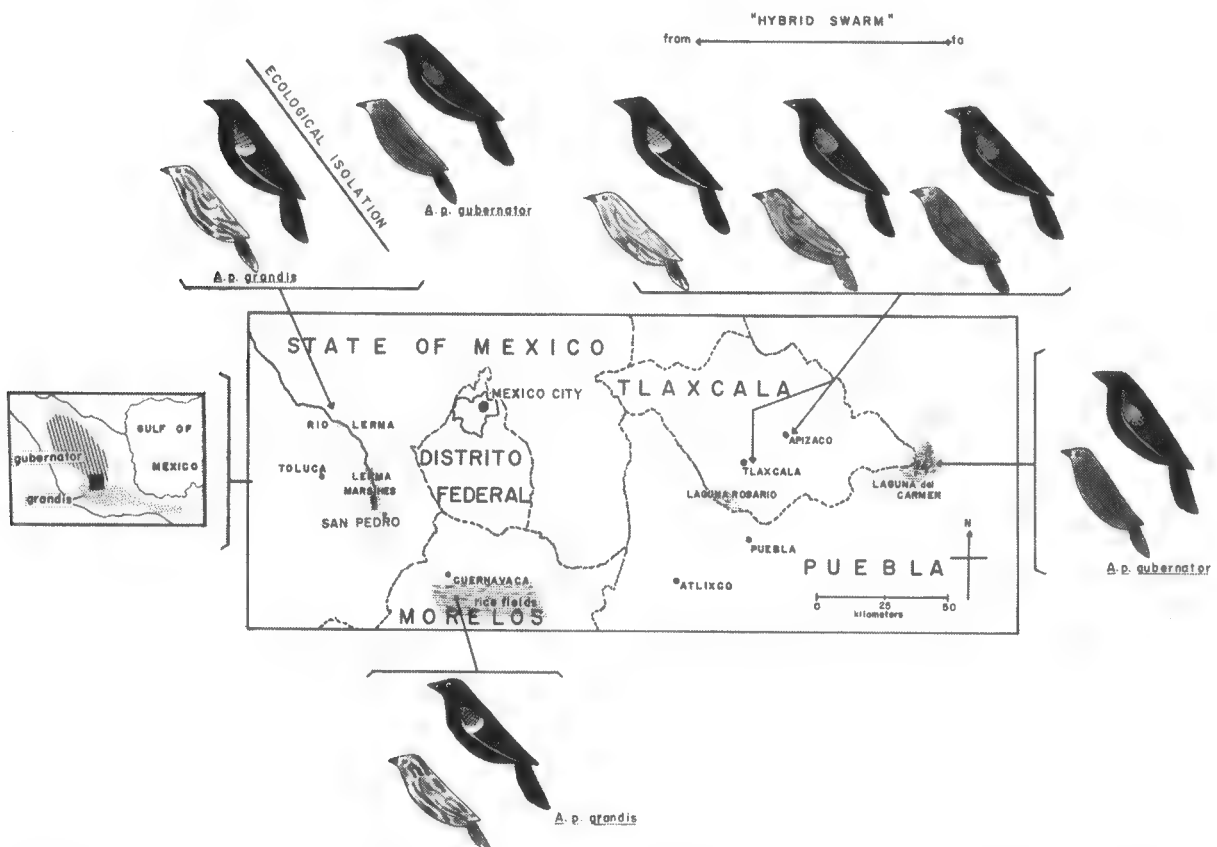 "HYBRID SWARM"
from to
ECOLOGICAL ISOLATION
A.p. gubernator
A.p. grandis
STATE OF MEXICO
MEXICO CITY
TLAXCALA
RIO LERMA
APIZACO
GULF OF
MEXICO
gubernator
grandis
TOLUCA
LERMA
MARSHES
SAN PEDRO
DISTRITO
FEDERAL
TLAXCALA
LAGUNA ROSARIO
LAGUNA del
CARMEN
N
PUEBLA
PUEBLA
ATLIXCO
0 25 50
kilometers
CUERNAVACA
rice fields
MORELOS
A.p. gubernator
A.p. grandis